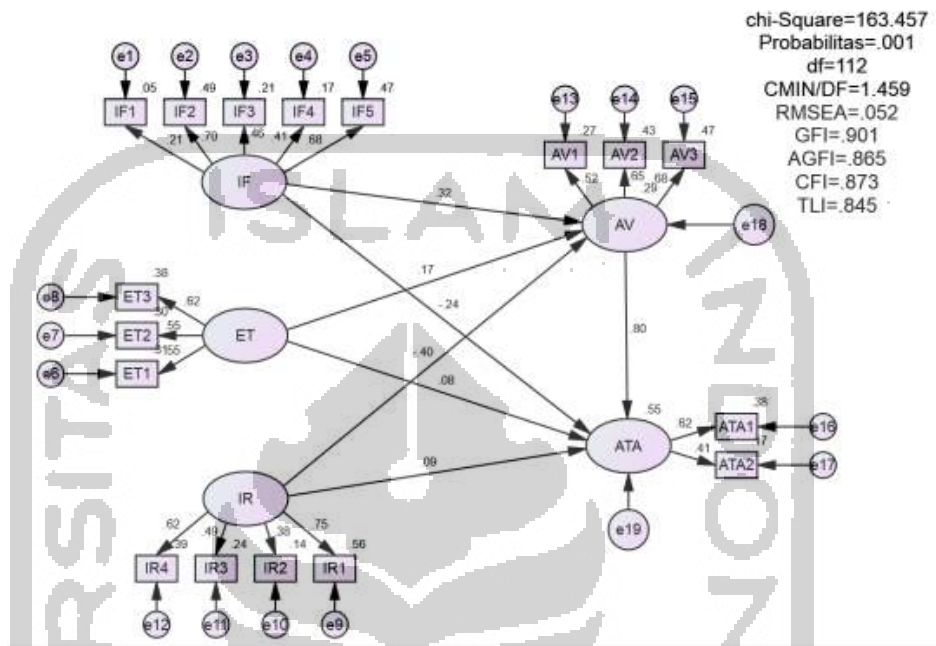 chi-Square=163.457
Probabilitas=.001
df=112
CMIN/DF=1.459
RMSEA=.052
GFI=.901
AGFI=.865
CFI=.873
TLI=.845
e1 e2 e3 e4 e5
.05 .49 .21 .17 .47
IF1 IF2 IF3 IF4 IF5
.21 .70 .46 .41 .68
IF
e13 e14 e15
.27 .43 .47
AV1 AV2 AV3
.52 .65 .29 .68
AV
e18
.32
.17
-.24
.38
e8 ET3 .62
e7 ET2 .55
e6 ET1 .55
ET
-.40
.80
.08
.09
.55
ATA
.62 ATA1 .38 e16
.41 ATA2 e17
e19
IR
.62 .49 .38 .75
.39 .24 .14 .56
IR4 IR3 IR2 IR1
e12 e11 e10 e9
ISLAM